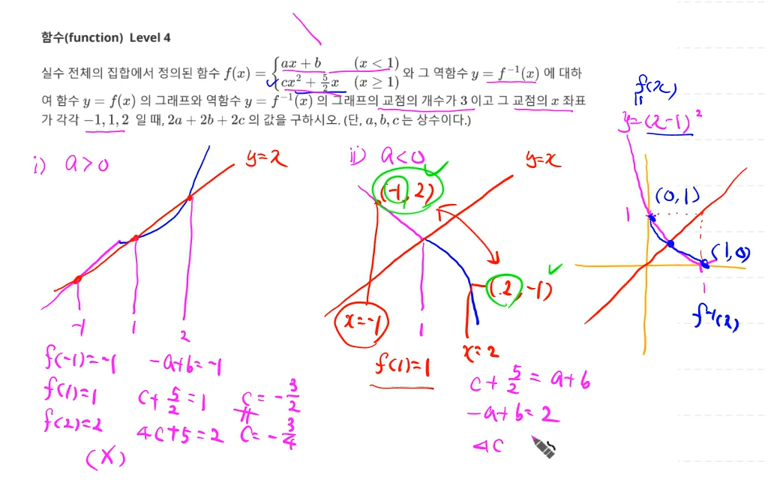 함수(function) Level 4
실수 전체의 집합에서 정의된 함수 f(x) = { ax + b (x < 1) cx² + 5/2 x (x ≥ 1) 와 그 역함수 y = f⁻¹(x) 에 대하
여 함수 y = f(x) 의 그래프와 역함수 y = f⁻¹(x) 의 그래프의 교점의 개수가 3 이고 그 교점의 x 좌표
가 각각 −1, 1, 2 일 때, 2a + 2b + 2c 의 값을 구하시오. (단, a, b, c 는 상수이다.)
i) a>0
y=x
-1
1
2
f(-1)=-1 -a+b=-1
f(1)=1 c+5/2=1 c=-3/2
f(2)=2 4c+5=2 c=-3/4
(X)
ii) a<0
y=x
(-1, 2)
(2, -1)
x=-1
1
x=2
f(1)=1
c+5/2=a+b
-a+b=2
4c
f(x)
=
y=(x-1)²
1
(0,1)
(1,0)
1
f⁻¹(x)